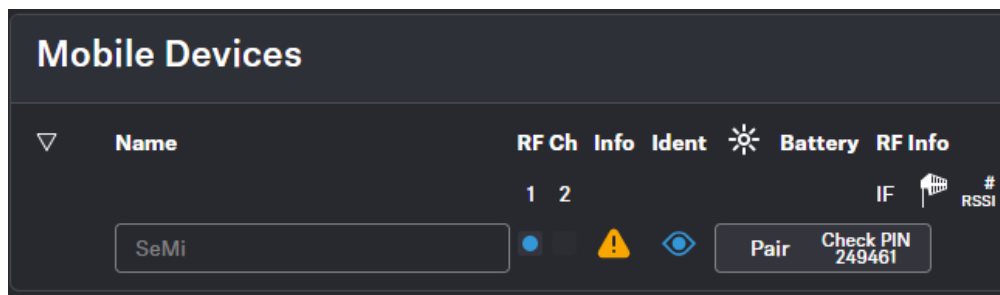 Mobile Devices
Name RF Ch Info Ident Battery RF Info
1 2 IF # RSSI
SeMi Pair Check PIN 249461